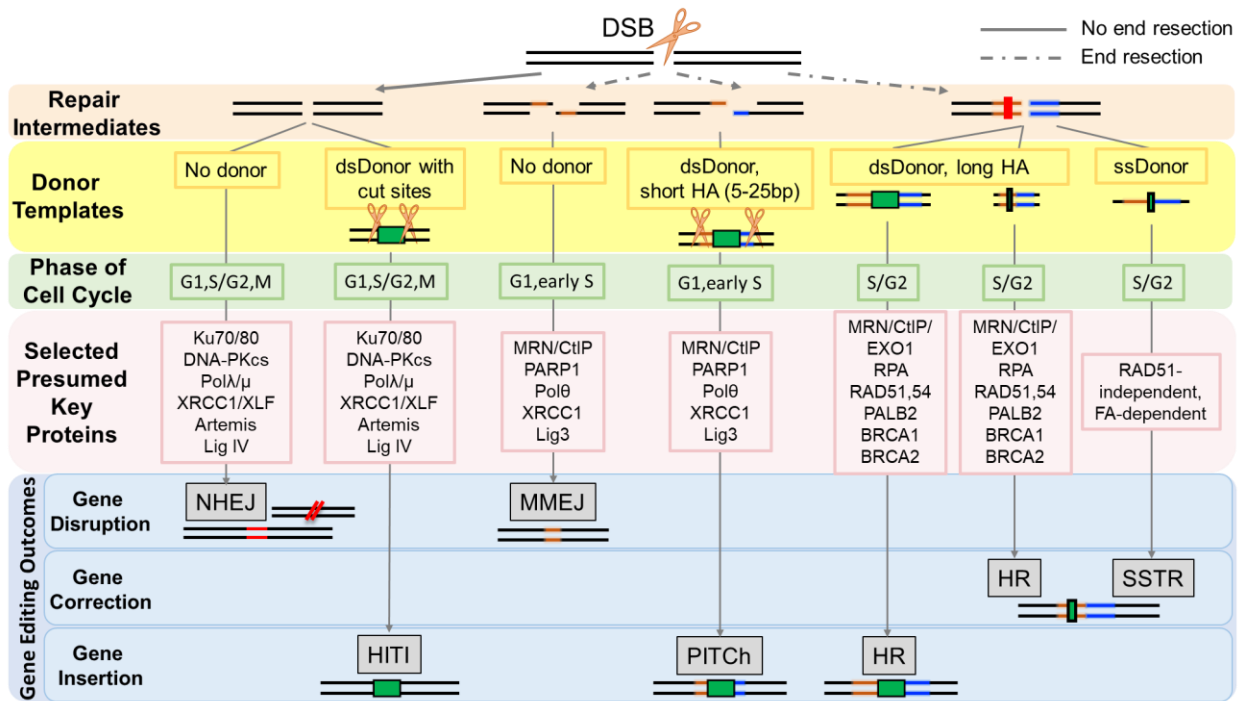 DSB
No end resection
End resection
Repair
Intermediates
Donor
Templates
No donor
dsDonor with
cut sites
No donor
dsDonor,
short HA (5-25bp)
dsDonor, long HA
ssDonor
Phase of
Cell Cycle
G1,S/G2,M
G1,S/G2,M
G1,early S
G1,early S
S/G2
S/G2
S/G2
Selected
Presumed
Key
Proteins
Ku70/80
DNA-PKcs
Polλ/μ
XRCC1/XLF
Artemis
Lig IV
Ku70/80
DNA-PKcs
Polλ/μ
XRCC1/XLF
Artemis
Lig IV
MRN/CtIP
PARP1
Polθ
XRCC1
Lig3
MRN/CtIP
PARP1
Polθ
XRCC1
Lig3
MRN/CtIP/
EXO1
RPA
RAD51,54
PALB2
BRCA1
BRCA2
MRN/CtIP/
EXO1
RPA
RAD51,54
PALB2
BRCA1
BRCA2
RAD51-
independent,
FA-dependent
Gene Editing Outcomes
Gene
Disruption
NHEJ
MMEJ
Gene
Correction
HR
SSTR
Gene
Insertion
HITI
PITCh
HR